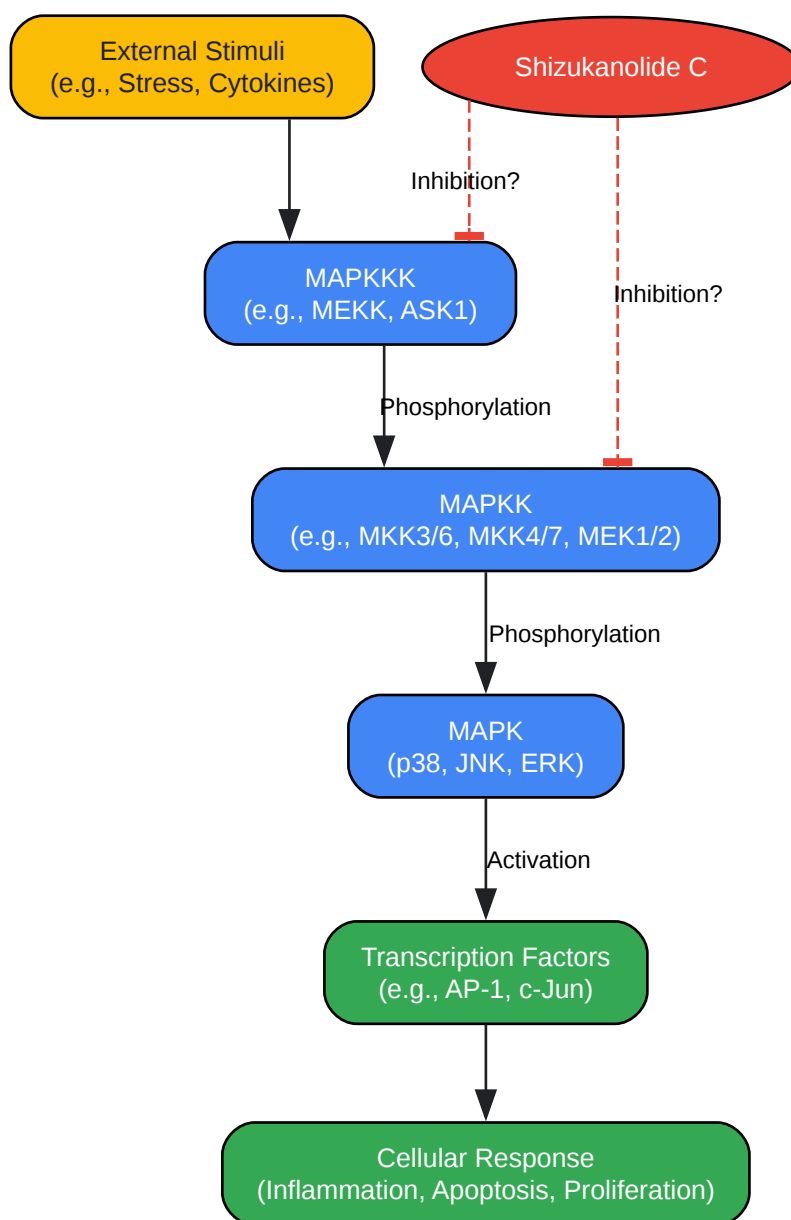 External Stimuli
(e.g., Stress, Cytokines)
Shizukanolide C
Inhibition?
MAPKKK
(e.g., MEKK, ASK1)
Inhibition?
Phosphorylation
MAPKK
(e.g., MKK3/6, MKK4/7, MEK1/2)
Phosphorylation
MAPK
(p38, JNK, ERK)
Activation
Transcription Factors
(e.g., AP-1, c-Jun)
Cellular Response
(Inflammation, Apoptosis, Proliferation)